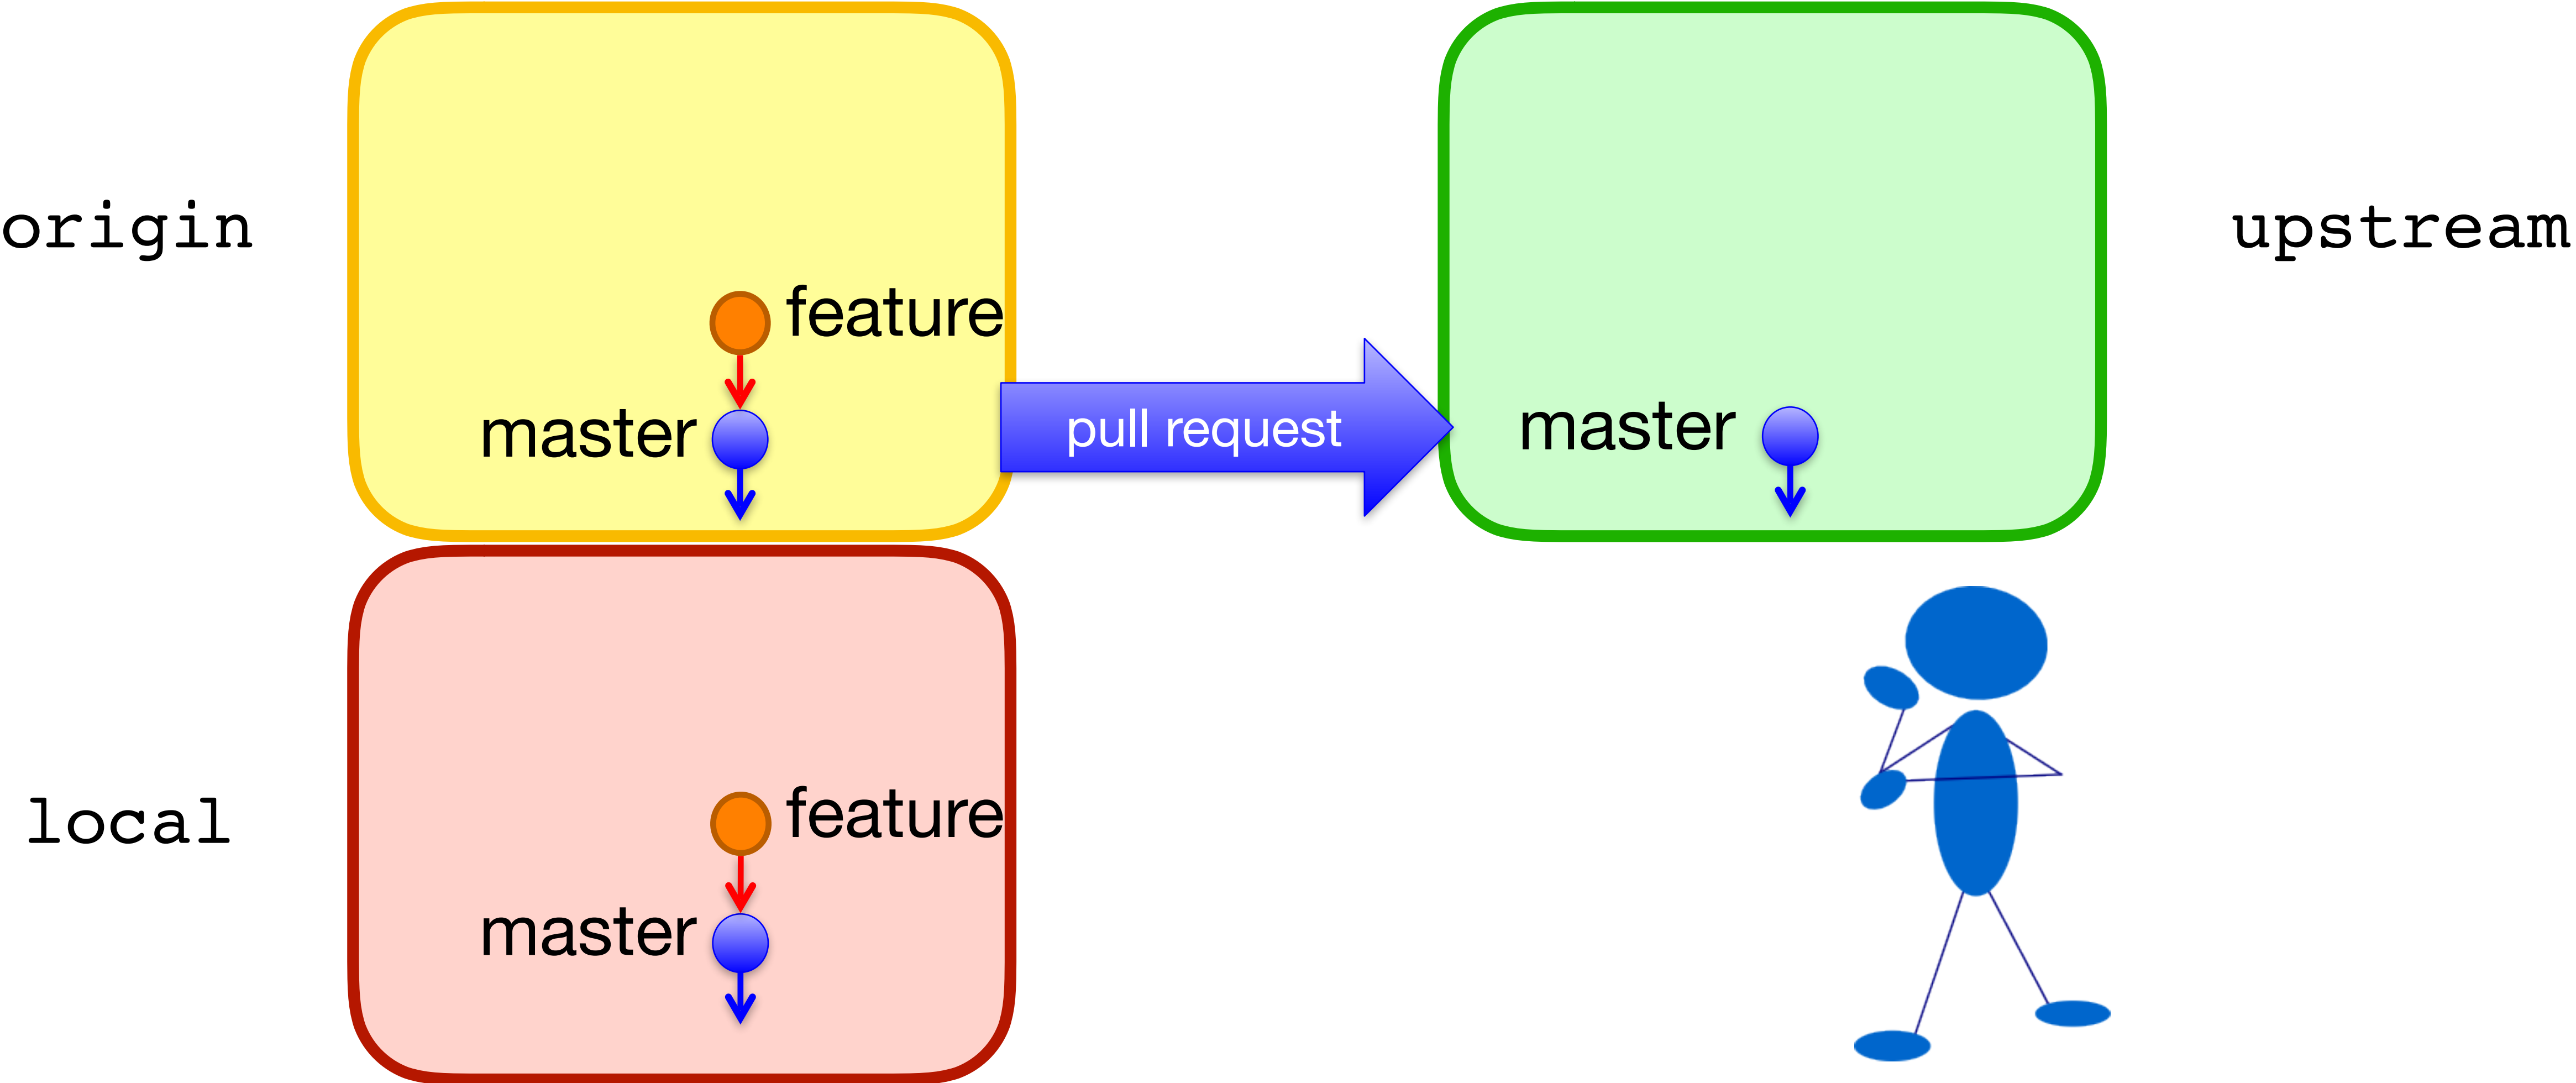 origin
feature
master
pull request
master
upstream
local
feature
master